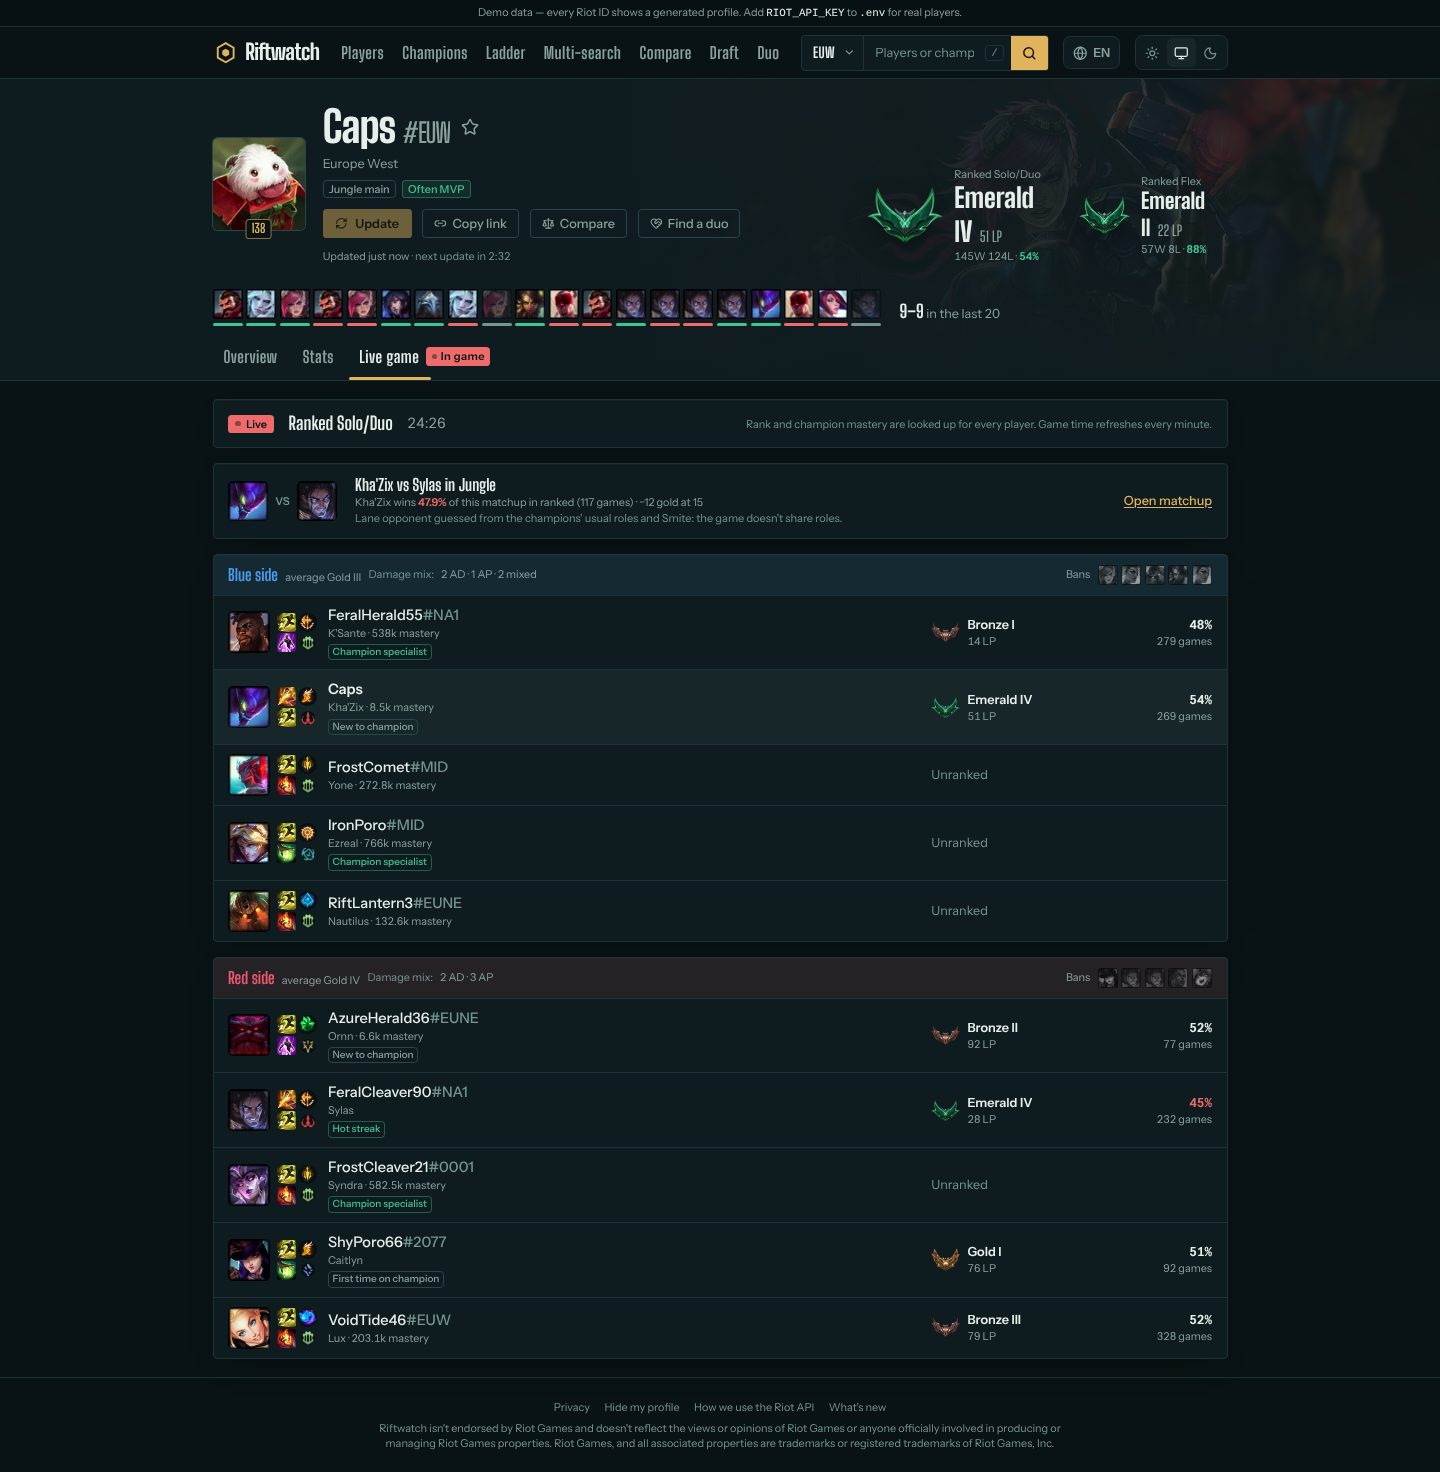 Demo data — every Riot ID shows a generated profile. Add RIOT_API_KEY to .env for real players.
Riftwatch Players Champions Ladder Multi-search Compare Draft Duo EUW Players or champ / EN
Caps #EUW
Europe West
Jungle main Often MVP
Update Copy link Compare Find a duo
Updated just now · next update in 2:32
138
Ranked Solo/Duo
Emerald
IV 51 LP
145W 124L · 54%
Ranked Flex
Emerald
II 22 LP
57W 8L · 88%
9–9 in the last 20
Overview Stats Live game In game
Live Ranked Solo/Duo 24:26 Rank and champion mastery are looked up for every player. Game time refreshes every minute.
VS
Kha'Zix vs Sylas in Jungle
Kha'Zix wins 47.9% of this matchup in ranked (117 games) · −12 gold at 15
Lane opponent guessed from the champions' usual roles and Smite: the game doesn't share roles.
Open matchup
Blue side average Gold III Damage mix: 2 AD · 1 AP · 2 mixed Bans
FeralHerald55#NA1
K'Sante · 538k mastery
Champion specialist
Bronze I
14 LP
48%
279 games
Caps
Kha'Zix · 8.5k mastery
New to champion
Emerald IV
51 LP
54%
269 games
FrostComet#MID
Yone · 272.8k mastery
Unranked
IronPoro#MID
Ezreal · 766k mastery
Champion specialist
Unranked
RiftLantern3#EUNE
Nautilus · 132.6k mastery
Unranked
Red side average Gold IV Damage mix: 2 AD · 3 AP Bans
AzureHerald36#EUNE
Ornn · 6.6k mastery
New to champion
Bronze II
92 LP
52%
77 games
FeralCleaver90#NA1
Sylas
Hot streak
Emerald IV
28 LP
45%
232 games
FrostCleaver21#0001
Syndra · 582.5k mastery
Champion specialist
Unranked
ShyPoro66#2077
Caitlyn
First time on champion
Gold I
76 LP
51%
92 games
VoidTide46#EUW
Lux · 203.1k mastery
Bronze III
79 LP
52%
328 games
Privacy Hide my profile How we use the Riot API What's new
Riftwatch isn't endorsed by Riot Games and doesn't reflect the views or opinions of Riot Games or anyone officially involved in producing or
managing Riot Games properties. Riot Games, and all associated properties are trademarks or registered trademarks of Riot Games, Inc.